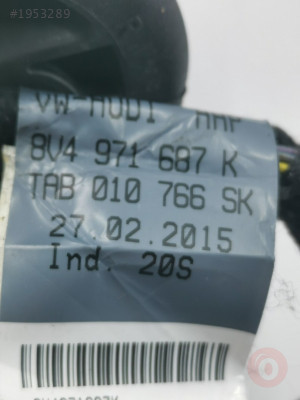 #1953289
VW-AUDI
8V4 971 687 K
TAB 010 766 SK
27.02.2015
Ind. 20S